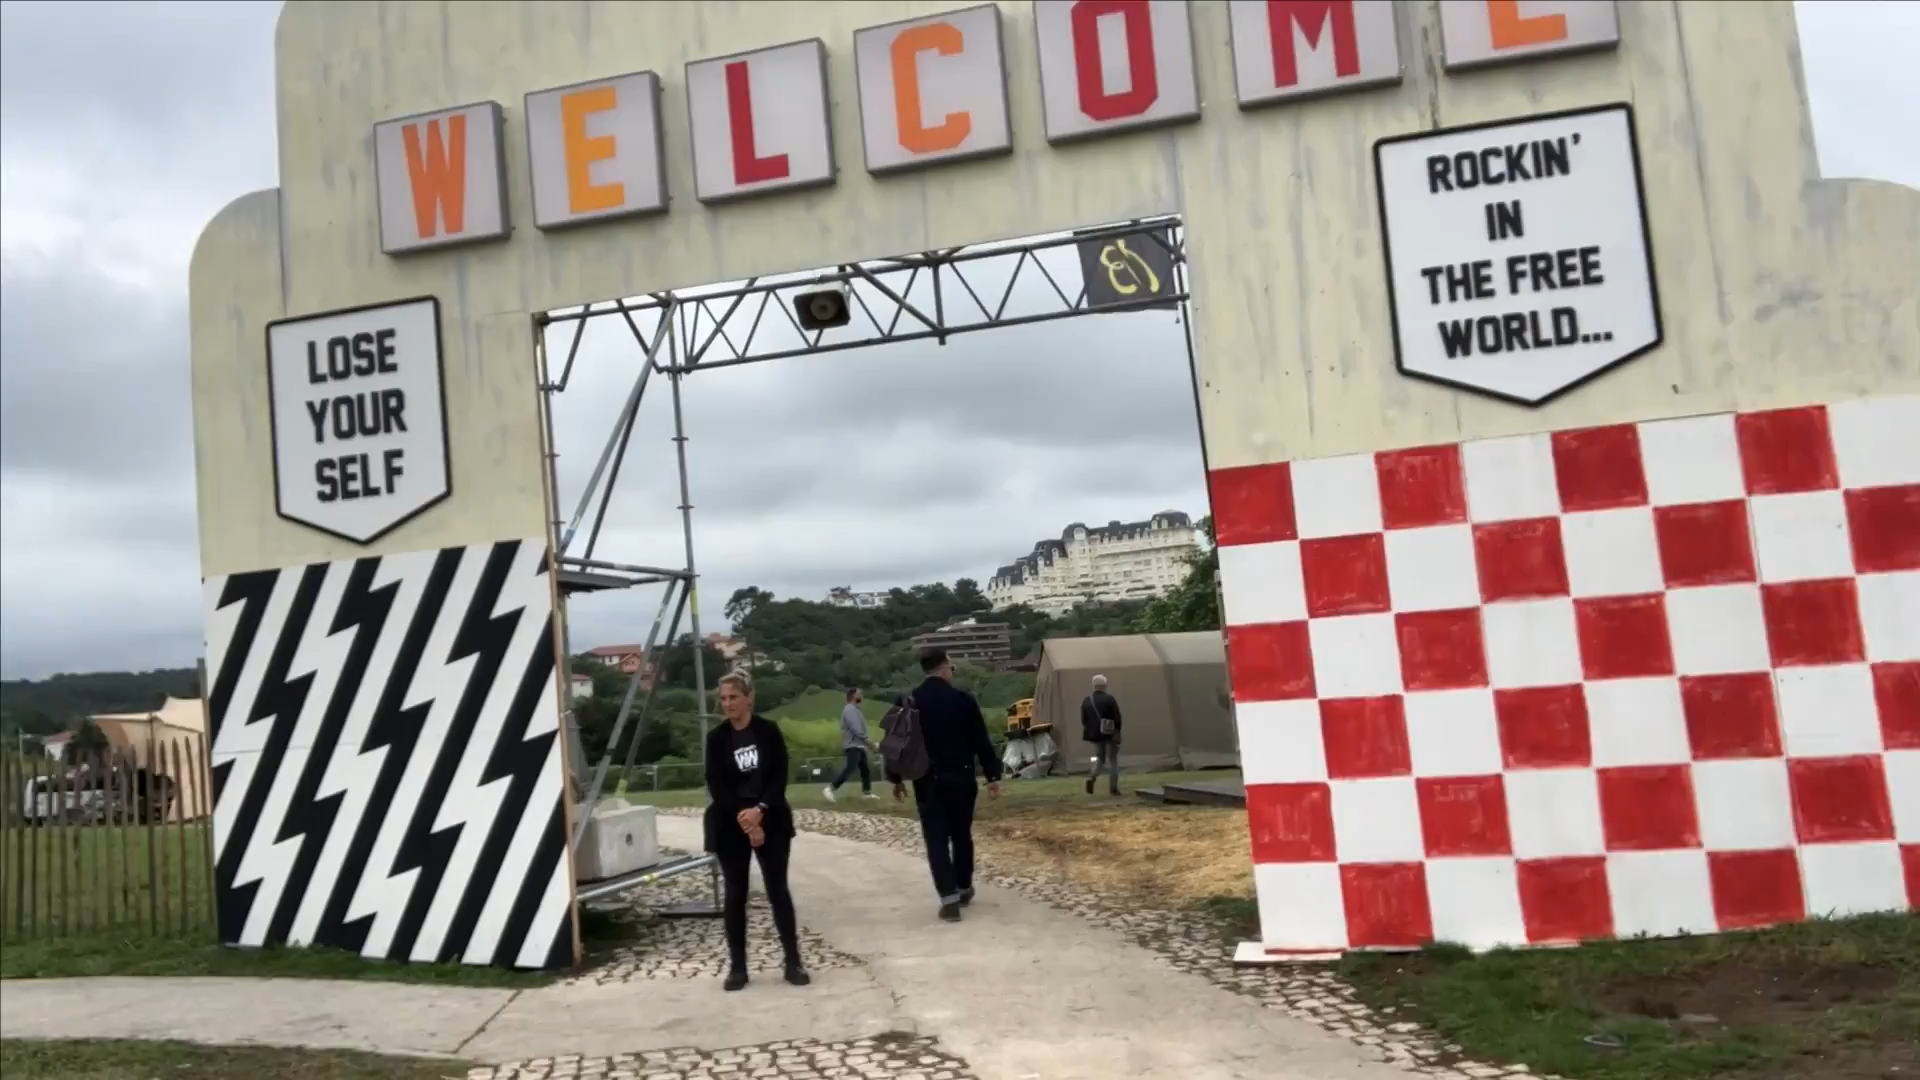 WELCOME
LOSE
YOUR
SELF
ROCKIN'
IN
THE FREE
WORLD...